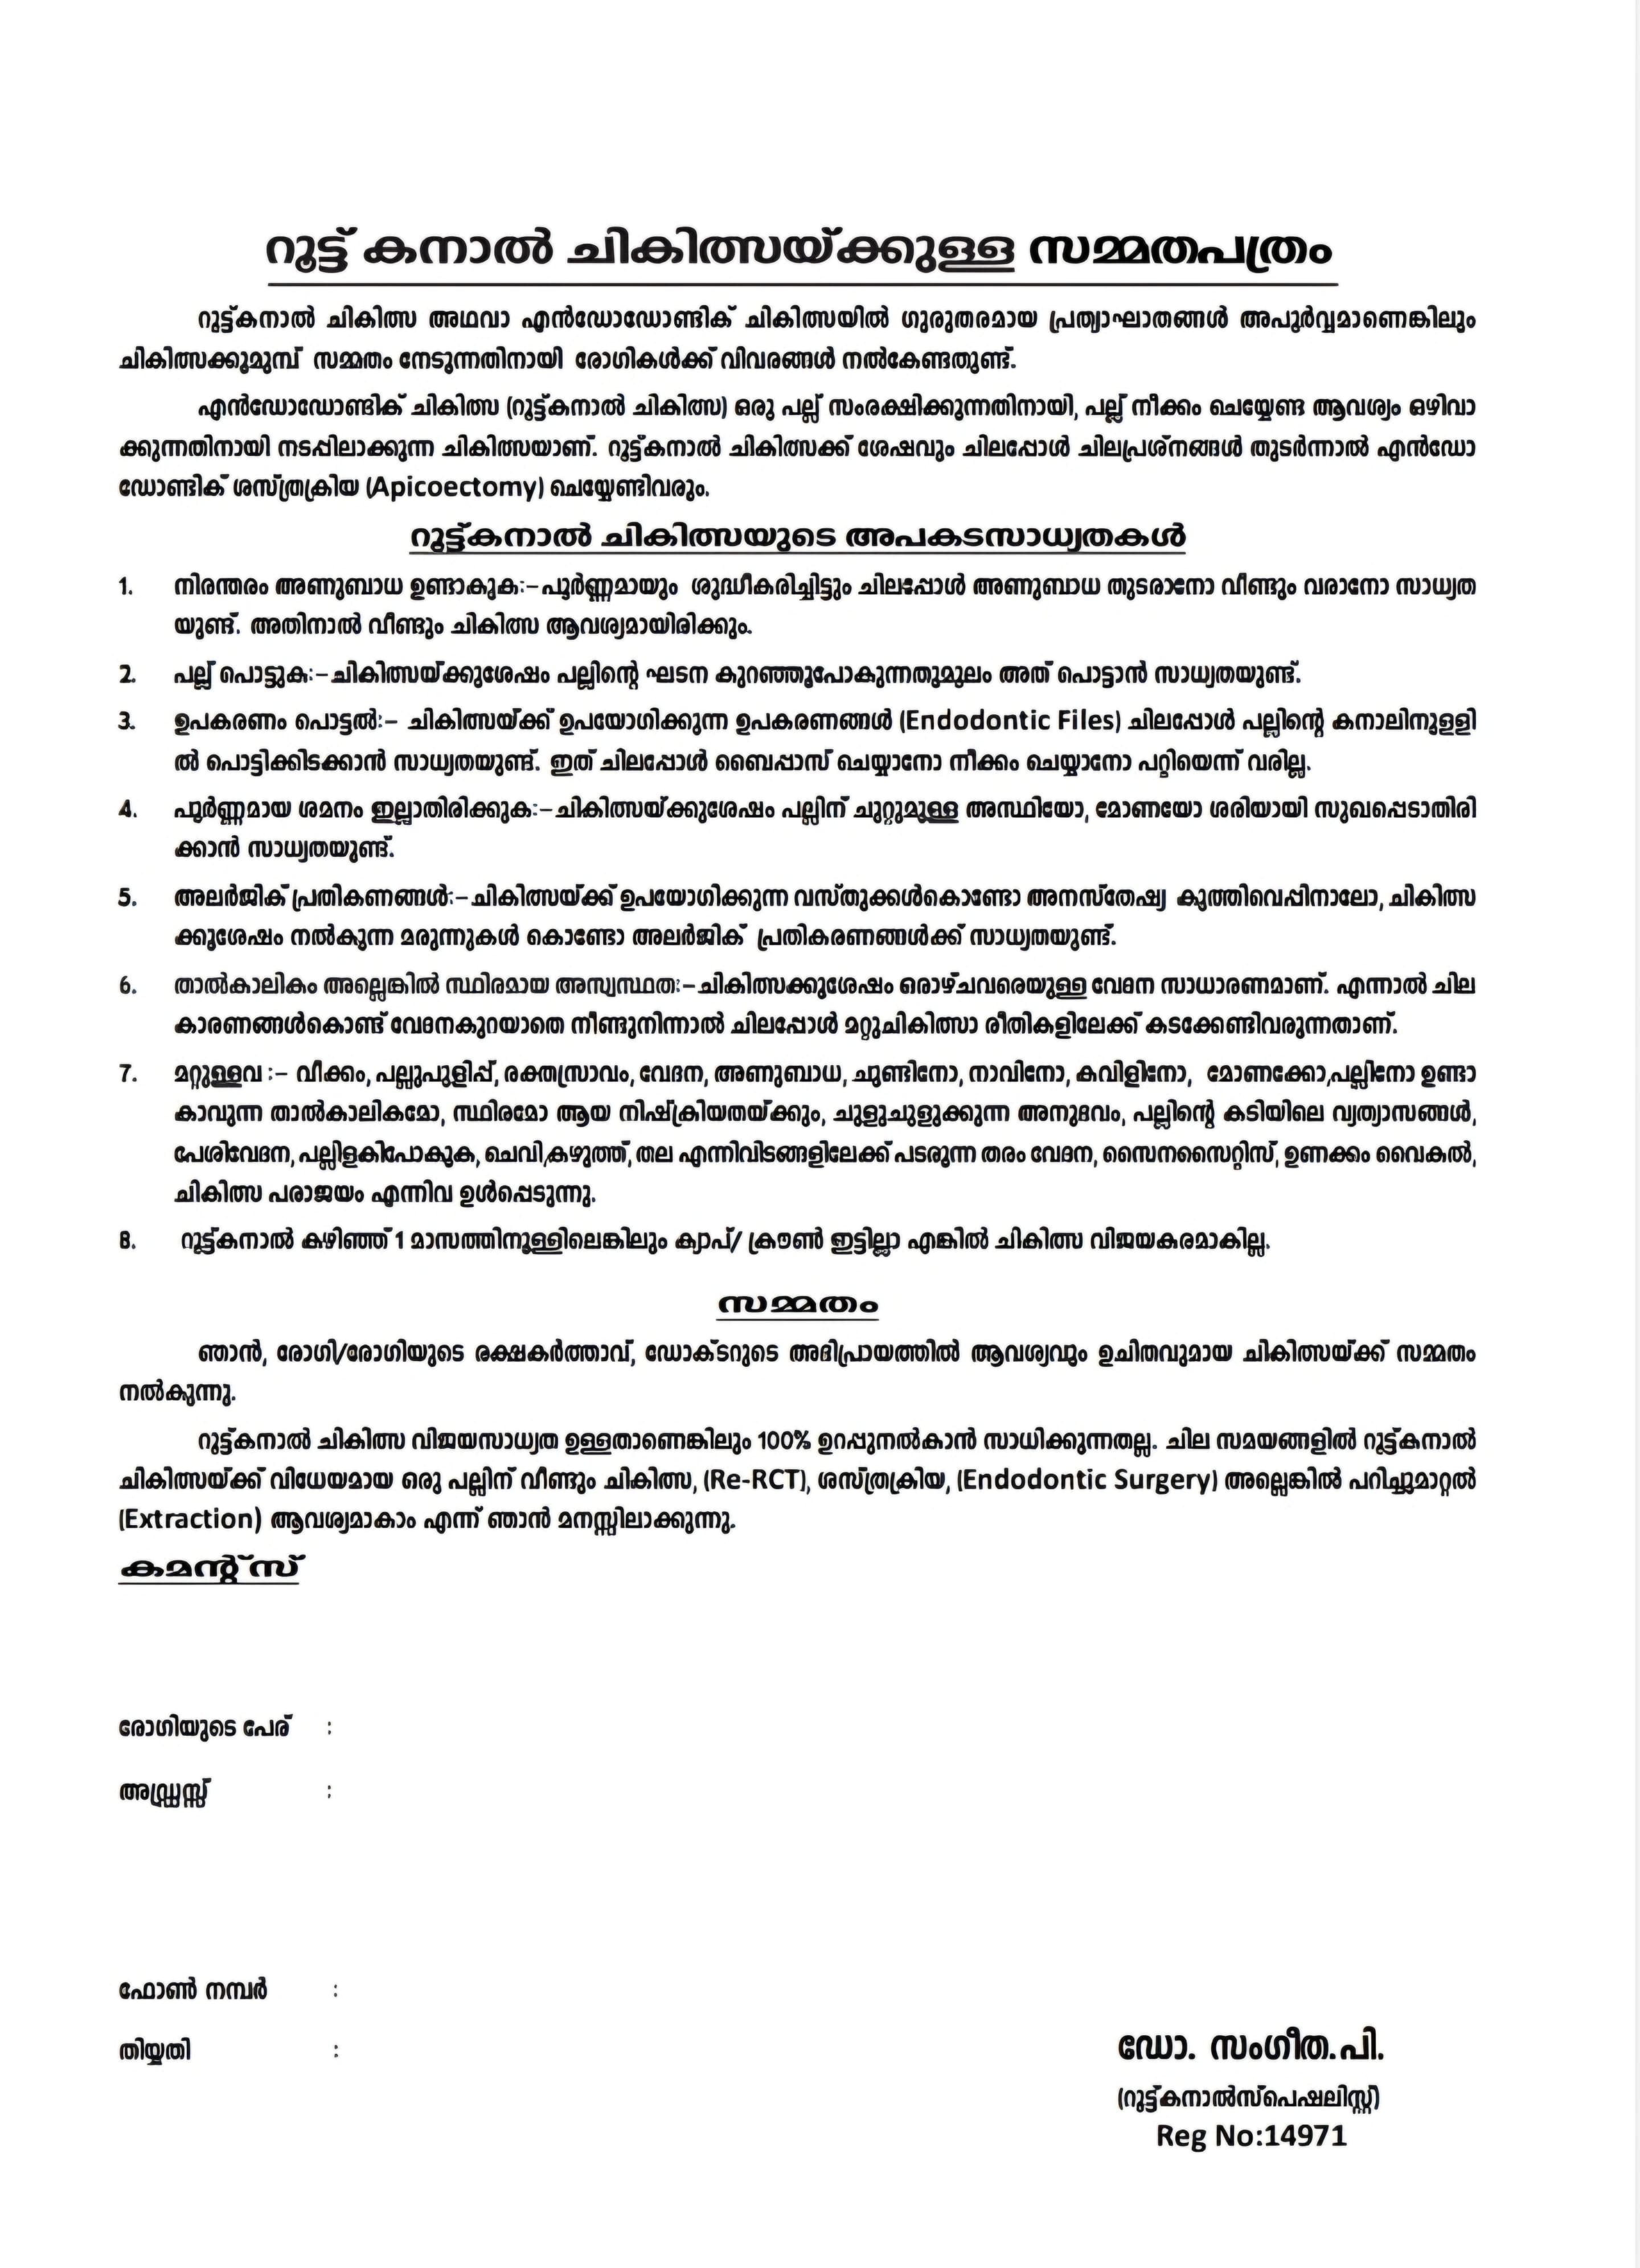 റൂട്ട് കനാൽ ചികിത്സയ്ക്കുള്ള സമ്മതപത്രം
റൂട്ട്കനാൽ ചികിത്സ അഥവാ എൻഡോഡോണ്ടിക് ചികിത്സയിൽ ഗുരുതരമായ പ്രത്യാഘാതങ്ങൾ അപൂർവ്വമാണെങ്കിലും
ചികിത്സക്കുമുമ്പ് സമ്മതം നേടുന്നതിനായി രോഗികൾക്ക് വിവരങ്ങൾ നൽകേണ്ടതുണ്ട്.
എൻഡോഡോണ്ടിക് ചികിത്സ (റൂട്ട്കനാൽ ചികിത്സ) ഒരു പല്ല് സംരക്ഷിക്കുന്നതിനായി, പല്ല് നീക്കം ചെയ്യേണ്ട ആവശ്യം ഒഴിവാ
ക്കുന്നതിനായി നടപ്പിലാക്കുന്ന ചികിത്സയാണ്. റൂട്ട്കനാൽ ചികിത്സക്ക് ശേഷവും ചിലപ്പോൾ ചിലപ്രശ്നങ്ങൾ തുടർന്നാൽ എൻഡോ
ഡോണ്ടിക് ശസ്ത്രക്രിയ (Apicoectomy) ചെയ്യേണ്ടിവരും.
റൂട്ട്കനാൽ ചികിത്സയുടെ അപകടസാധ്യതകൾ
1. നിരന്തരം അണുബാധ ഉണ്ടാകുക:– പൂർണ്ണമായും ശുദ്ധീകരിച്ചിട്ടും ചിലപ്പോൾ അണുബാധ തുടരാനോ വീണ്ടും വരാനോ സാധ്യത
യുണ്ട്. അതിനാൽ വീണ്ടും ചികിത്സ ആവശ്യമായിരിക്കും.
2. പല്ല് പൊട്ടുക:– ചികിത്സയ്ക്കുശേഷം പല്ലിന്റെ ഘടന കുറഞ്ഞുപോകുന്നതുമൂലം അത് പൊട്ടാൻ സാധ്യതയുണ്ട്.
3. ഉപകരണം പൊട്ടൽ:– ചികിത്സയ്ക്ക് ഉപയോഗിക്കുന്ന ഉപകരണങ്ങൾ (Endodontic Files) ചിലപ്പോൾ പല്ലിന്റെ കനാലിനുള്ളി
ൽ പൊട്ടിക്കിടക്കാൻ സാധ്യതയുണ്ട്. ഇത് ചിലപ്പോൾ ബൈപ്പാസ് ചെയ്യാനോ നീക്കം ചെയ്യാനോ പറ്റിയെന്ന് വരില്ല.
4. പൂർണ്ണമായ ശമനം ഇല്ലാതിരിക്കുക:– ചികിത്സയ്ക്കുശേഷം പല്ലിന് ചുറ്റുമുള്ള അസ്ഥിയോ, മോണയോ ശരിയായി സുഖപ്പെടാതിരി
ക്കാൻ സാധ്യതയുണ്ട്.
5. അലർജിക് പ്രതികണങ്ങൾ:– ചികിത്സയ്ക്ക് ഉപയോഗിക്കുന്ന വസ്തുക്കൾകൊണ്ടോ അനസ്തേഷ്യ കുത്തിവെപ്പിനാലോ, ചികിത്സ
ക്കുശേഷം നൽകുന്ന മരുന്നുകൾ കൊണ്ടോ അലർജിക് പ്രതികരണങ്ങൾക്ക് സാധ്യതയുണ്ട്.
6. താൽകാലികം അല്ലെങ്കിൽ സ്ഥിരമായ അസ്വസ്ഥത:– ചികിത്സക്കുശേഷം ഒരാഴ്ചവരെയുള്ള വേദന സാധാരണമാണ്. എന്നാൽ ചില
കാരണങ്ങൾകൊണ്ട് വേദനകുറയാതെ നീണ്ടുനിന്നാൽ ചിലപ്പോൾ മറ്റുചികിത്സാ രീതികളിലേക്ക് കടക്കേണ്ടിവരുന്നതാണ്.
7. മറ്റുള്ളവ :– വീക്കം, പല്ലുപുളിപ്പ്, രക്തസ്രാവം, വേദന, അണുബാധ, ചുണ്ടിനോ, നാവിനോ, കവിളിനോ, മോണക്കോ,പല്ലിനോ ഉണ്ടാ
കാവുന്ന താൽകാലികമോ, സ്ഥിരമോ ആയ നിഷ്ക്രിയതയ്ക്കും, ചുളുചുളുക്കുന്ന അനുഭവം, പല്ലിന്റെ കടിയിലെ വ്യത്യാസങ്ങൾ,
പേശിവേദന, പല്ലിളകിപോകുക, ചെവി,കഴുത്ത്, തല എന്നിവിടങ്ങളിലേക്ക് പടരുന്ന തരം വേദന, സൈനസൈറ്റിസ്, ഉണക്കം വൈകൽ,
ചികിത്സ പരാജയം എന്നിവ ഉൾപ്പെടുന്നു.
8. റൂട്ട്കനാൽ കഴിഞ്ഞ് 1 മാസത്തിനുള്ളിലെങ്കിലും ക്യാപ്/ ക്രൗൺ ഇട്ടില്ലാ എങ്കിൽ ചികിത്സ വിജയകരമാകില്ല.
സമ്മതം
ഞാൻ, രോഗി/രോഗിയുടെ രക്ഷകർത്താവ്, ഡോക്ടറുടെ അഭിപ്രായത്തിൽ ആവശ്യവും ഉചിതവുമായ ചികിത്സയ്ക്ക് സമ്മതം
നൽകുന്നു.
റൂട്ട്കനാൽ ചികിത്സ വിജയസാധ്യത ഉള്ളതാണെങ്കിലും 100% ഉറപ്പുനൽകാൻ സാധിക്കുന്നതല്ല. ചില സമയങ്ങളിൽ റൂട്ട്കനാൽ
ചികിത്സയ്ക്ക് വിധേയമായ ഒരു പല്ലിന് വീണ്ടും ചികിത്സ, (Re-RCT), ശസ്ത്രക്രിയ, (Endodontic Surgery) അല്ലെങ്കിൽ പറിച്ചുമാറ്റൽ
(Extraction) ആവശ്യമാകാം എന്ന് ഞാൻ മനസ്സിലാക്കുന്നു.
കമന്റ്സ്
രോഗിയുടെ പേര് :
അഡ്ഡ്രസ്സ് :
ഫോൺ നമ്പർ :
തിയ്യതി :
ഡോ. സംഗീത.പി.
(റൂട്ട്കനാൽസ്പെഷലിസ്റ്റ്)
Reg No:14971